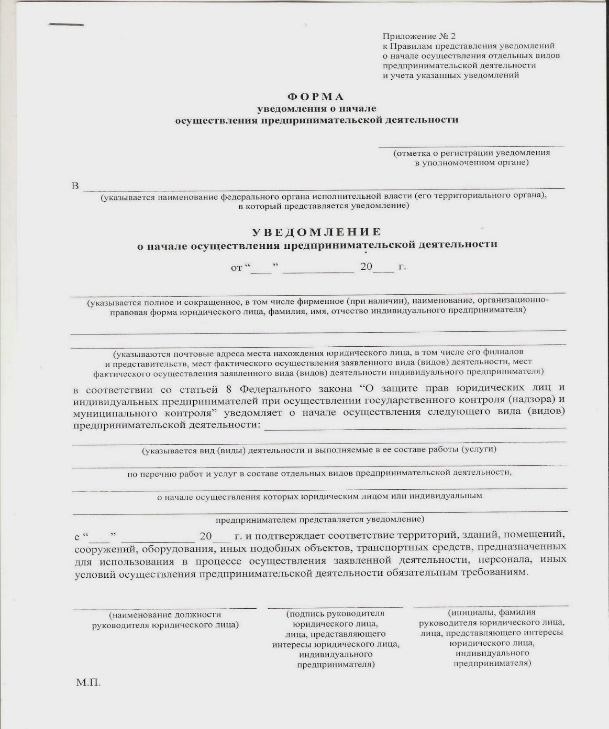 Приложение № 2
к Правилам представления уведомлений
о начале осуществления отдельных видов
предпринимательской деятельности
и учета указанных уведомлений
ФОРМА
уведомления о начале
осуществления предпринимательской деятельности
(отметка о регистрации уведомления
в уполномоченном органе)
В
(указывается наименование федерального органа исполнительной власти (его территориального органа),
в который представляется уведомление)
УВЕДОМЛЕНИЕ
о начале осуществления предпринимательской деятельности
от “___” ____________ 20___ г.
(указывается полное и сокращенное, в том числе фирменное (при наличии), наименование, организационно-
правовая форма юридического лица, фамилия, имя, отчество индивидуального предпринимателя)
(указываются почтовые адреса места нахождения юридического лица, в том числе его филиалов
и представительств, мест фактического осуществления заявленного вида (видов) деятельности, мест
фактического осуществления заявленного вида (видов) деятельности индивидуального предпринимателя)
в соответствии со статьей 8 Федерального закона “О защите прав юридических лиц и
индивидуальных предпринимателей при осуществлении государственного контроля (надзора) и
муниципального контроля” уведомляет о начале осуществления следующего вида (видов)
предпринимательской деятельности:
(указывается вид (виды) деятельности и выполняемые в ее составе работы (услуги)
по перечню работ и услуг в составе отдельных видов предпринимательской деятельности,
о начале осуществления которых юридическим лицом или индивидуальным
предпринимателем представляется уведомление)
с “___” ____________ 20___ г. и подтверждает соответствие территорий, зданий, помещений,
сооружений, оборудования, иных подобных объектов, транспортных средств, предназначенных
для использования в процессе осуществления заявленной деятельности, персонала, иных
условий осуществления предпринимательской деятельности обязательным требованиям.
(наименование должности
руководителя юридического лица)
(подпись руководителя
юридического лица,
лица, представляющего
интересы юридического лица,
индивидуального
предпринимателя)
(инициалы, фамилия
руководителя юридического лица,
лица, представляющего интересы
юридического лица,
индивидуального
предпринимателя)
М.П.